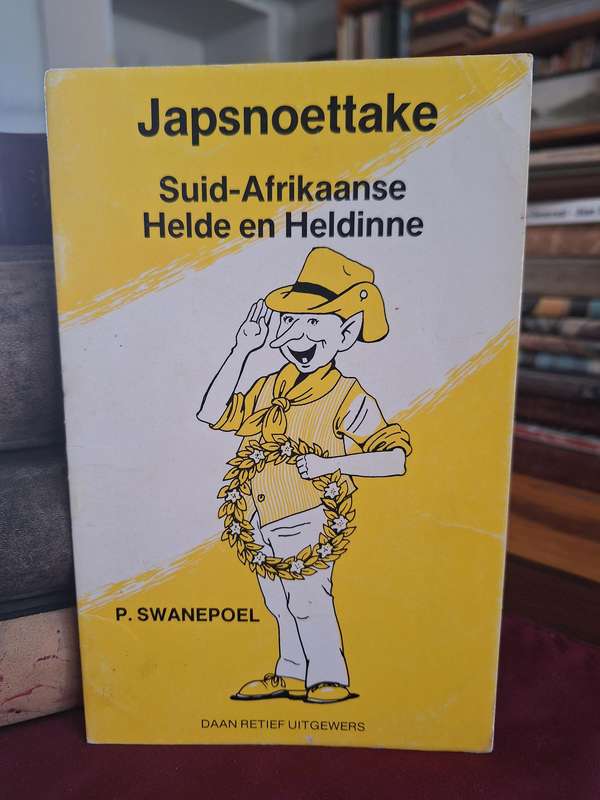 Japsnoettake
Suid-Afrikaanse
Helde en Heldinne
P. SWANEPOEL
DAAN RETIEF UITGEWERS